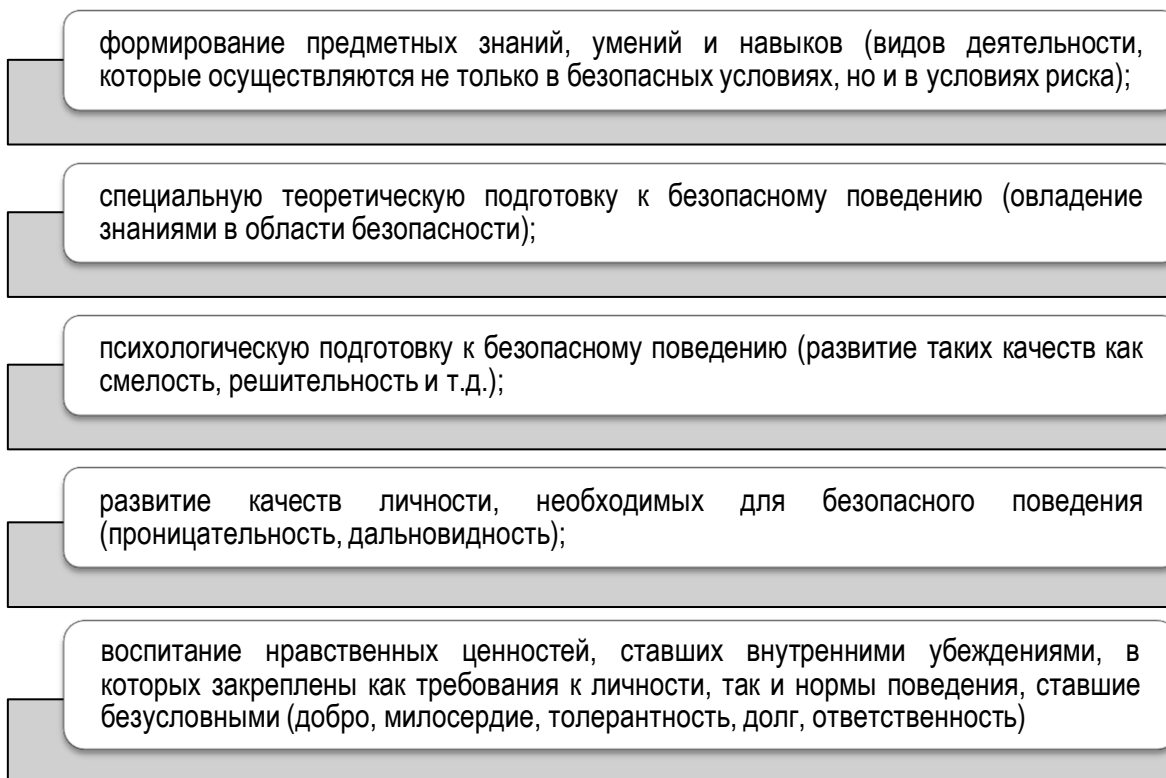 формирование предметных знаний, умений и навыков (видов деятельности,
которые осуществляются не только в безопасных условиях, но и в условиях риска);
специальную теоретическую подготовку к безопасному поведению (овладение
знаниями в области безопасности);
психологическую подготовку к безопасному поведению (развитие таких качеств как
смелость, решительность и т.д.);
развитие качеств личности, необходимых для безопасного поведения
(проницательность, дальновидность);
воспитание нравственных ценностей, ставших внутренними убеждениями, в
которых закреплены как требования к личности, так и нормы поведения, ставшие
безусловными (добро, милосердие, толерантность, долг, ответственность)